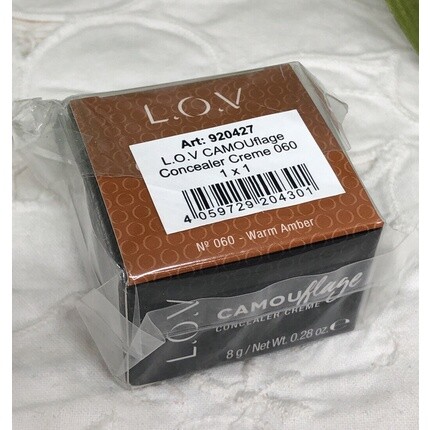 L.O.V
Art: 920427
L.O.V CAMOUflage
Concealer Creme 060
1 x 1
4 059729 204301
Nº 060 - Warm Amber
L.O.V
CAMOUflage
CONCEALER CREME
8 g / Net Wt. 0.28 oz. e